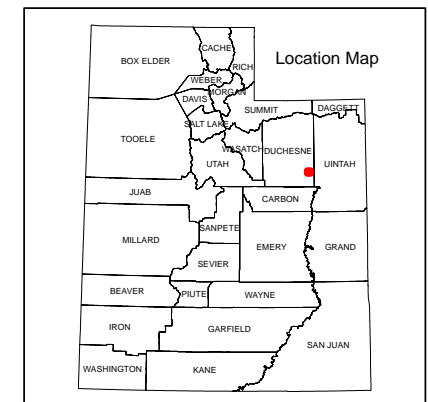 Location Map
CACHE
BOX ELDER
RICH
WEBER
MORGAN
DAVIS
SUMMIT
DAGGETT
SALT LAKE
TOOELE
WASATCH
DUCHESNE
UTAH
UINTAH
JUAB
CARBON
SANPETE
MILLARD
EMERY
GRAND
SEVIER
BEAVER
PIUTE
WAYNE
IRON
GARFIELD
SAN JUAN
WASHINGTON
KANE